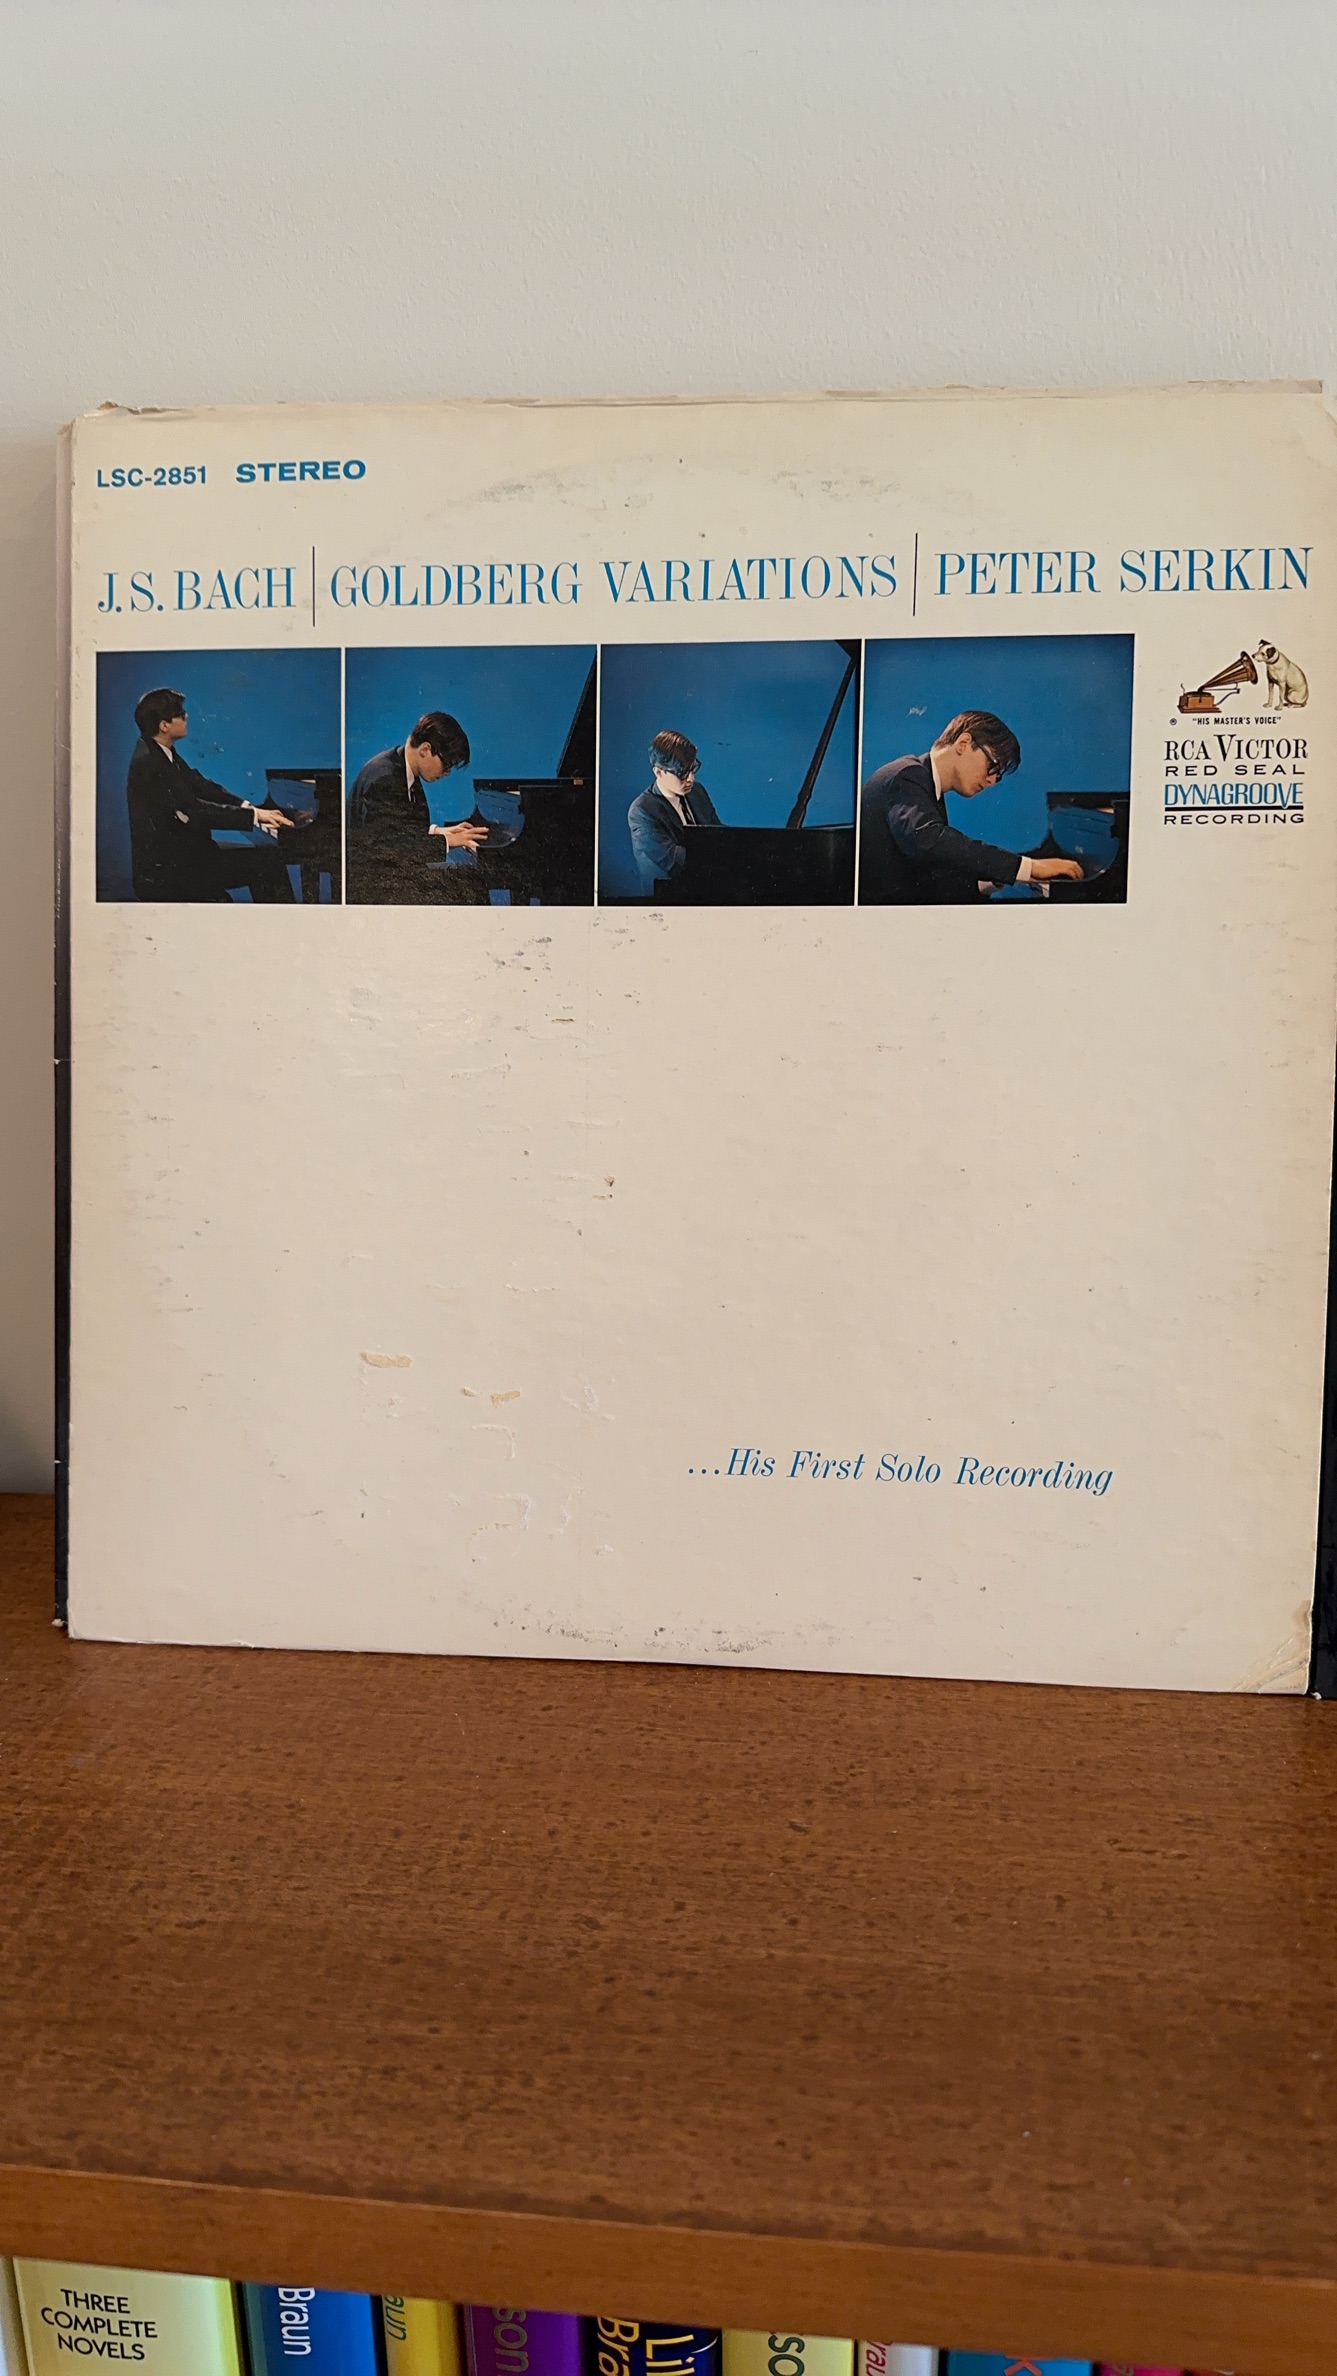 LSC-2851 STEREO
J.S. BACH GOLDBERG VARIATIONS PETER SERKIN
® "HIS MASTER'S VOICE"
RCA VICTOR
RED SEAL
DYNAGROOVE
RECORDING
...His First Solo Recording
THREE
COMPLETE
NOVELS
Braun